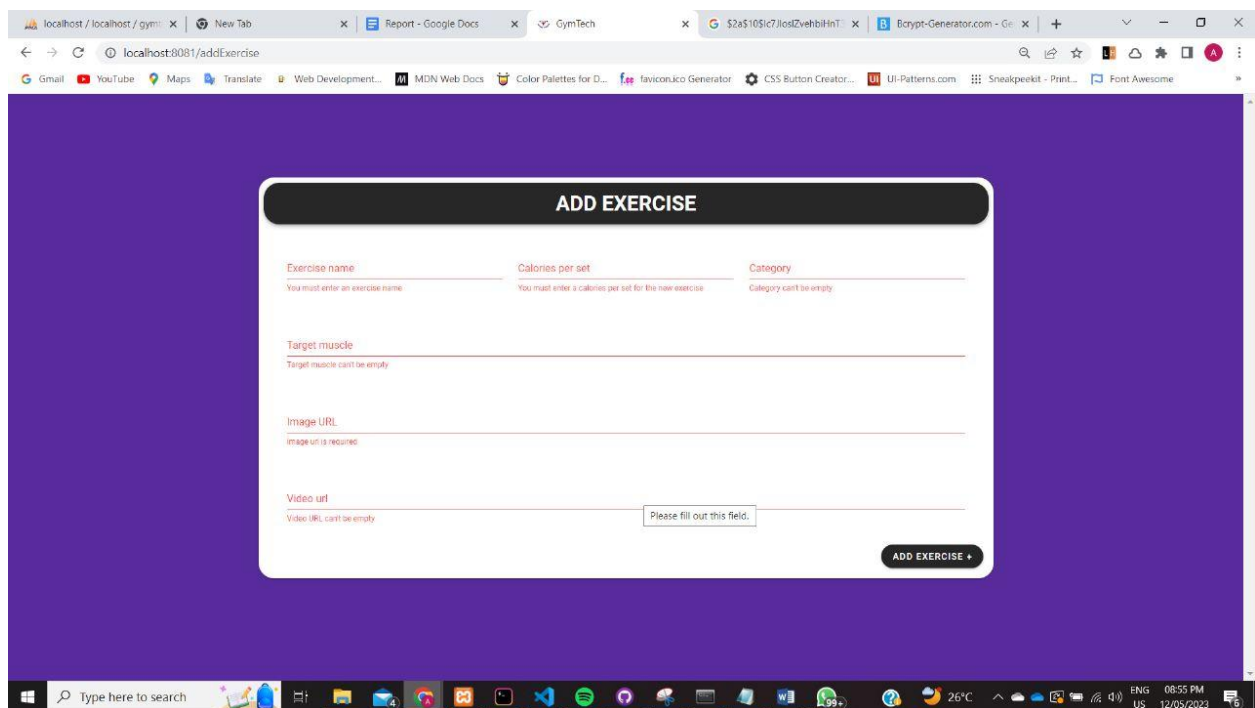 localhost / localhost / gymt
New Tab
Report - Google Docs
GymTech
Bcrypt-Generator.com - Ge
localhost:8081/addExercise
Gmail YouTube Maps Translate Web Development... MDN Web Docs Color Palettes for D... favicon.ico Generator CSS Button Creator... UI-Patterns.com Sneakpeekit - Print... Font Awesome
ADD EXERCISE
Exercise name Calories per set Category
You must enter an exercise name You must enter a calories per set for the new exercise Category can't be empty
Target muscle
Target muscle can't be empty
Image URL
Image url is required
Video url
Video URL can't be empty
Please fill out this field.
ADD EXERCISE +
Type here to search
99+
26°C
ENG 08:55 PM
US 12/05/2023